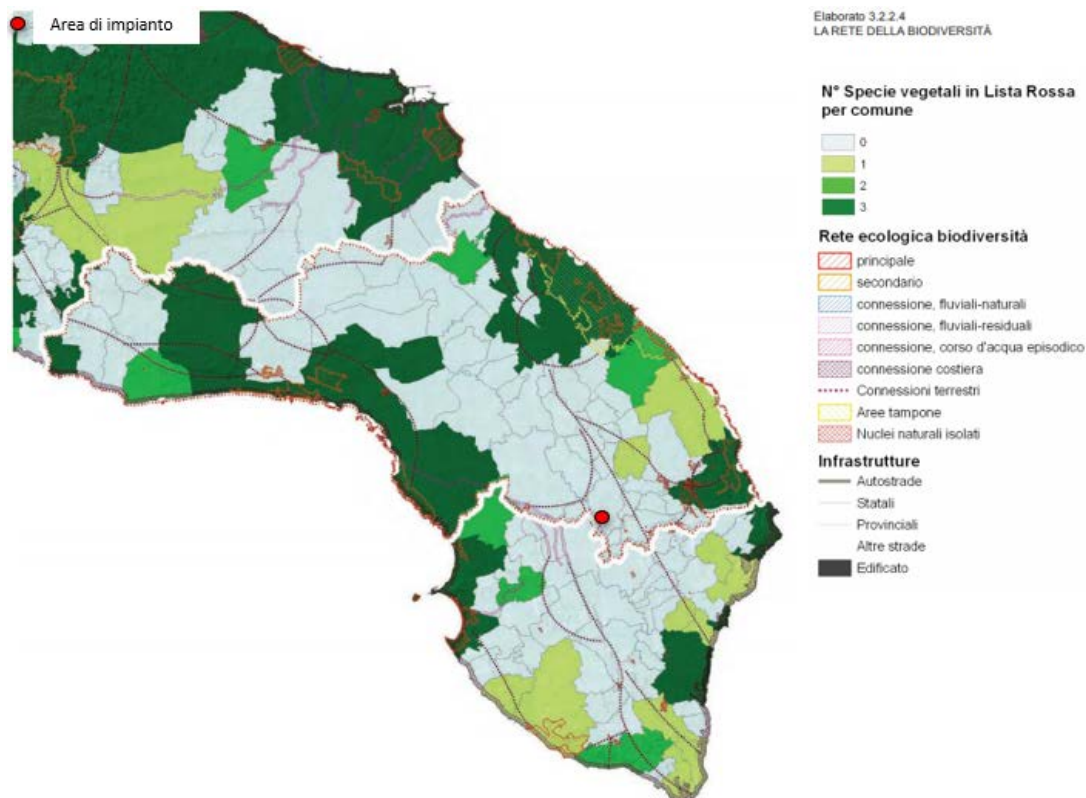 Area di impianto
Elaborato 3.2.2.4
LA RETE DELLA BIODIVERSITÀ
N° Specie vegetali in Lista Rossa
per comune
0
1
2
3
Rete ecologica biodiversità
principale
secondario
connessione, fluviali-naturali
connessione, fluviali-residuali
connessione, corso d'acqua episodico
connessione costiera
Connessioni terrestri
Aree tampone
Nuclei naturali isolati
Infrastrutture
Autostrade
Statali
Provinciali
Altre strade
Edificato